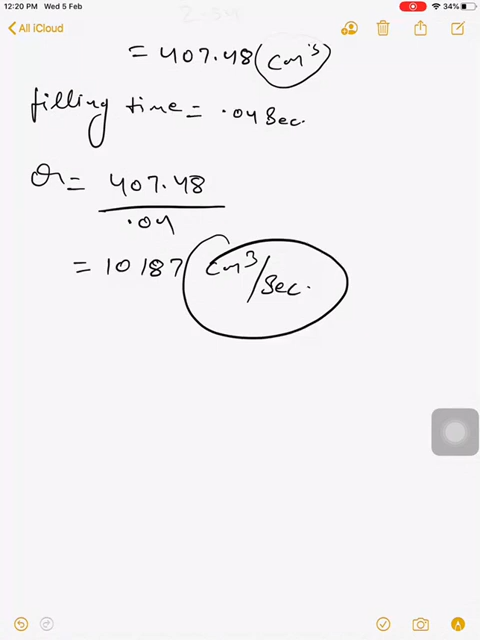 12:20 PM Wed 5 Feb
34%
All iCloud
= 407.48 (cm³)
filling time = .04 Sec.
Q = 407.48
.04
= 10187 cm³/Sec.